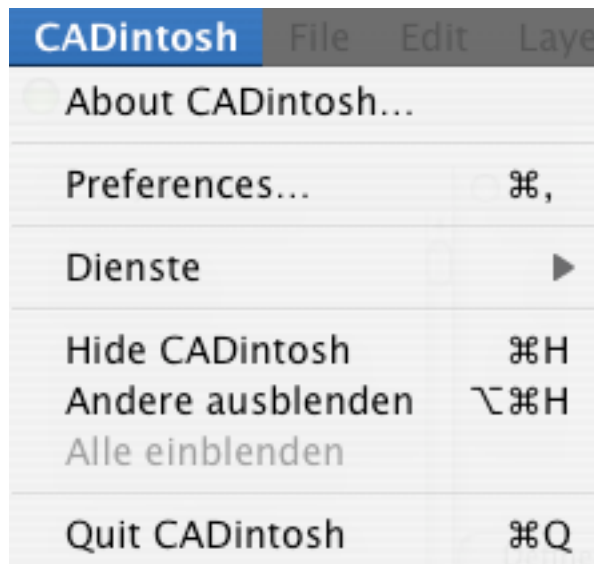 CADintosh File Edit Laye
About CADintosh...
Preferences... ⌘,
Dienste ▶
Hide CADintosh ⌘H
Andere ausblenden ⌥⌘H
Alle einblenden
Quit CADintosh ⌘Q